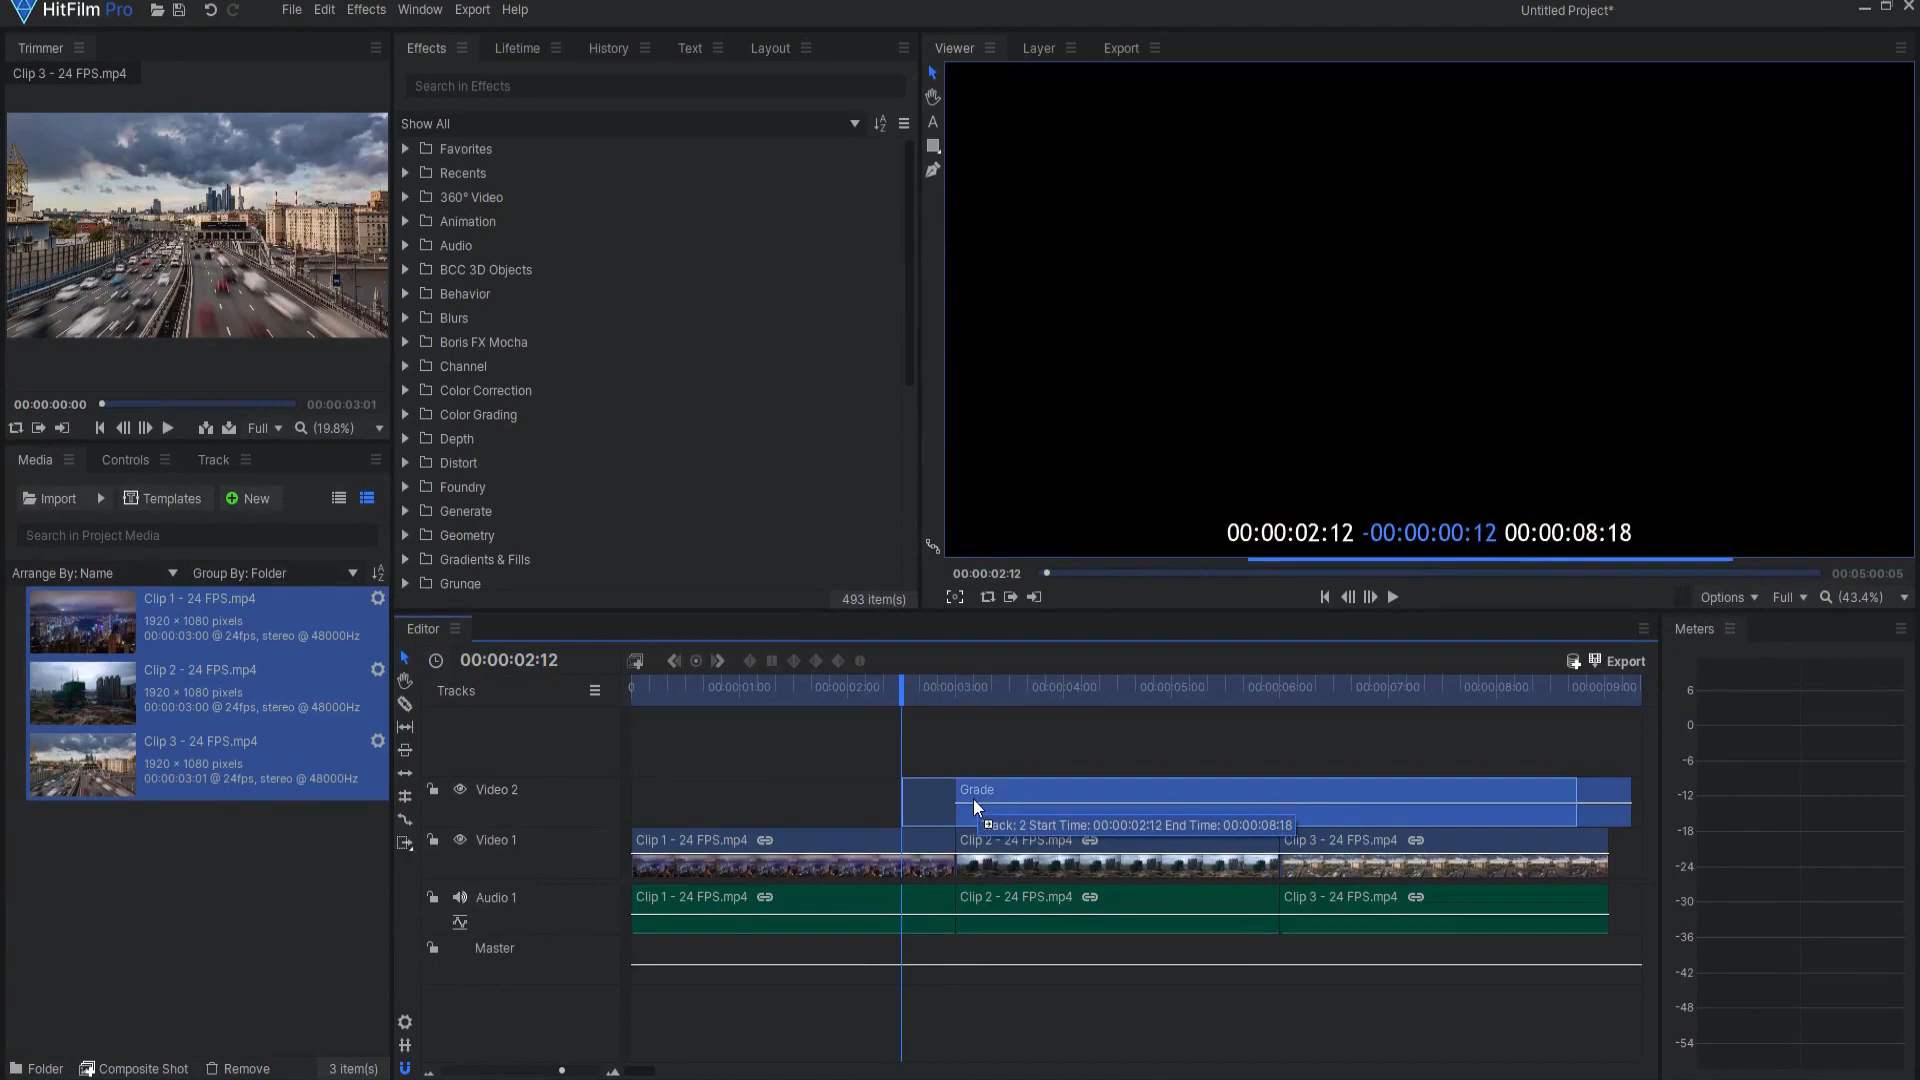 HitFilm Pro
File Edit Effects Window Export Help
Untitled Project*
Trimmer
Clip 3 - 24 FPS.mp4
00:00:00:00 00:00:03:01
Full (19.8%)
Effects Lifetime History Text Layout
Search in Effects
Show All
Favorites
Recents
360° Video
Animation
Audio
BCC 3D Objects
Behavior
Blurs
Boris FX Mocha
Channel
Color Correction
Color Grading
Depth
Distort
Foundry
Generate
Geometry
Gradients & Fills
Grunge
493 item(s)
Viewer Layer Export
A
00:00:02:12 -00:00:00:12 00:00:08:18
00:00:02:12 00:05:00:05
Options Full (43.4%)
Media Controls Track
Import Templates New
Search in Project Media
Arrange By: Name Group By: Folder
Clip 1 - 24 FPS.mp4
1920 × 1080 pixels
00:00:03:00 @ 24fps, stereo @ 48000Hz
Clip 2 - 24 FPS.mp4
1920 × 1080 pixels
00:00:03:00 @ 24fps, stereo @ 48000Hz
Clip 3 - 24 FPS.mp4
1920 × 1080 pixels
00:00:03:01 @ 24fps, stereo @ 48000Hz
Folder Composite Shot Remove 3 item(s)
Editor
00:00:02:12
Export
Tracks
0 00:00:01:00 00:00:02:00 00:00:03:00 00:00:04:00 00:00:05:00 00:00:06:00 00:00:07:00 00:00:08:00 00:00:09:00
Video 2 Grade
Track: 2 Start Time: 00:00:02:12 End Time: 00:00:08:18
Video 1 Clip 1 - 24 FPS.mp4 Clip 2 - 24 FPS.mp4 Clip 3 - 24 FPS.mp4
Audio 1 Clip 1 - 24 FPS.mp4 Clip 2 - 24 FPS.mp4 Clip 3 - 24 FPS.mp4
Master
Meters
6
0
-6
-12
-18
-24
-30
-36
-42
-48
-54